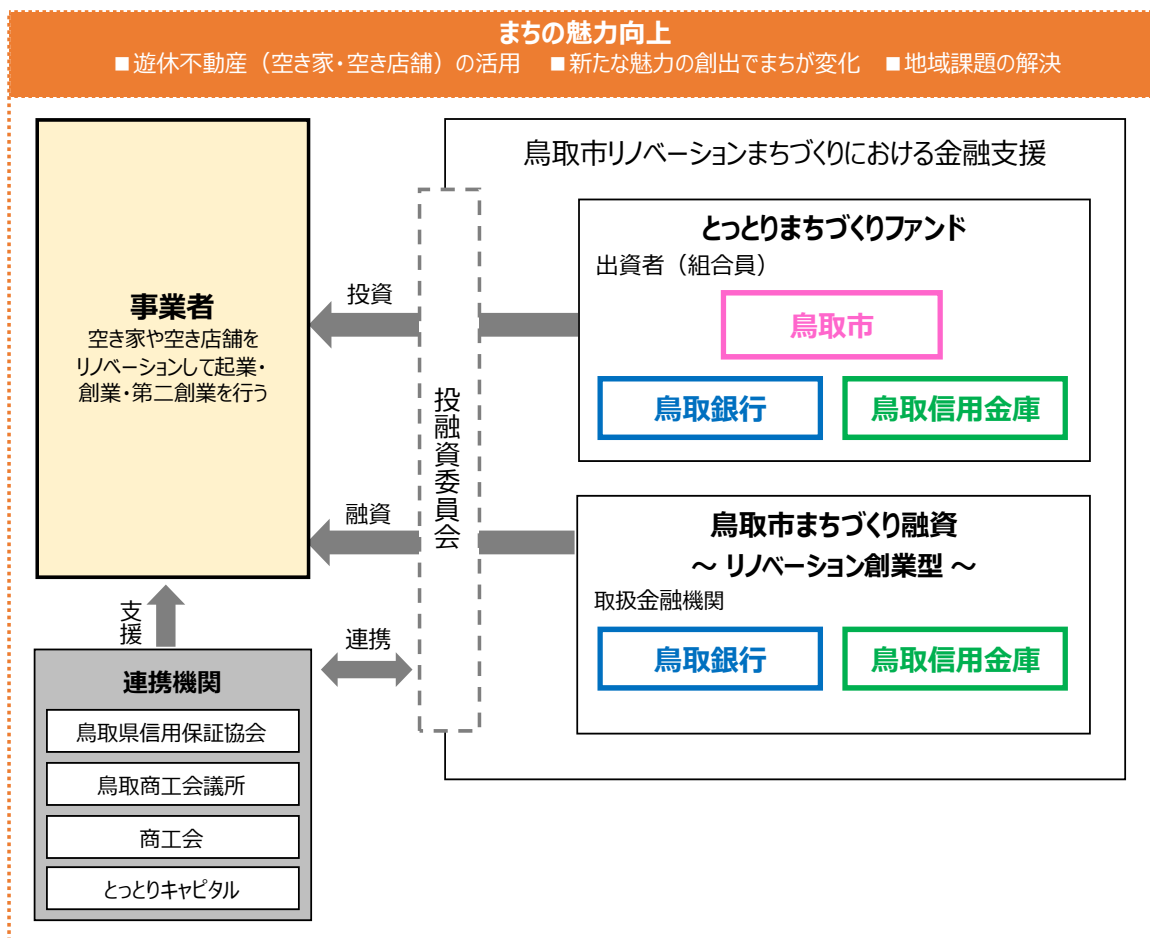 まちの魅力向上
■遊休不動産（空き家・空き店舗）の活用　■新たな魅力の創出でまちが変化　■地域課題の解決
事業者
空き家や空き店舗を
リノベーションして起業・
創業・第二創業を行う
投資
融資
支援
連携
投融資委員会
鳥取市リノベーションまちづくりにおける金融支援
とっとりまちづくりファンド
出資者（組合員）
鳥取市
鳥取銀行
鳥取信用金庫
鳥取市まちづくり融資
～ リノベーション創業型 ～
取扱金融機関
鳥取銀行
鳥取信用金庫
連携機関
鳥取県信用保証協会
鳥取商工会議所
商工会
とっとりキャピタル